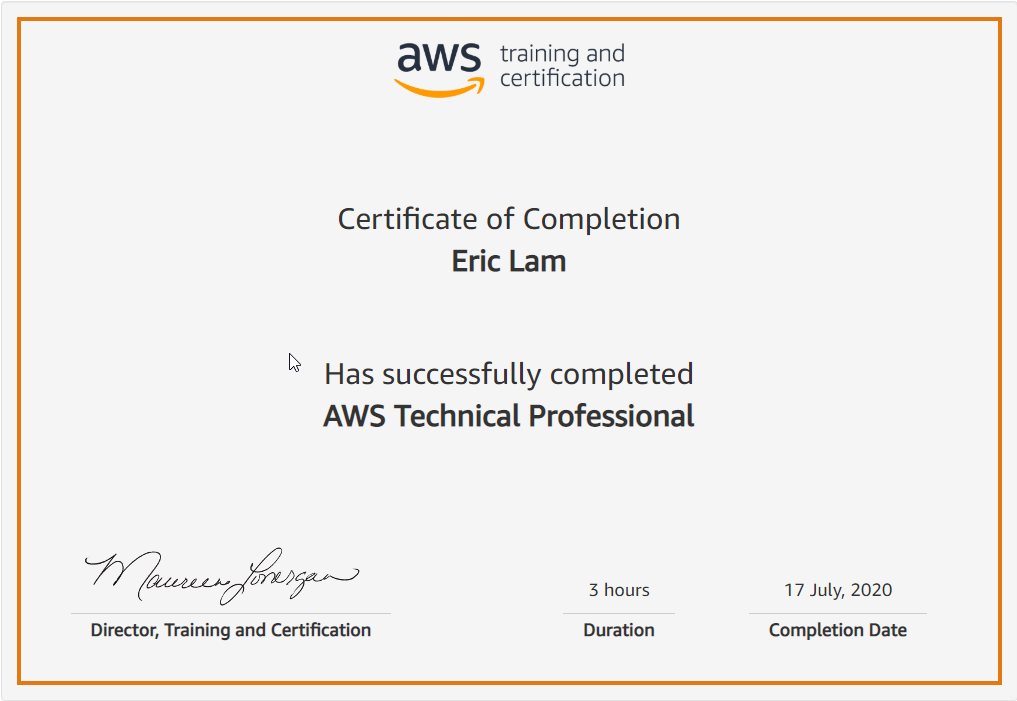 aws training and
certification
Certificate of Completion
Eric Lam
Has successfully completed
AWS Technical Professional
Maureen Lonergan
Director, Training and Certification
3 hours
Duration
17 July, 2020
Completion Date